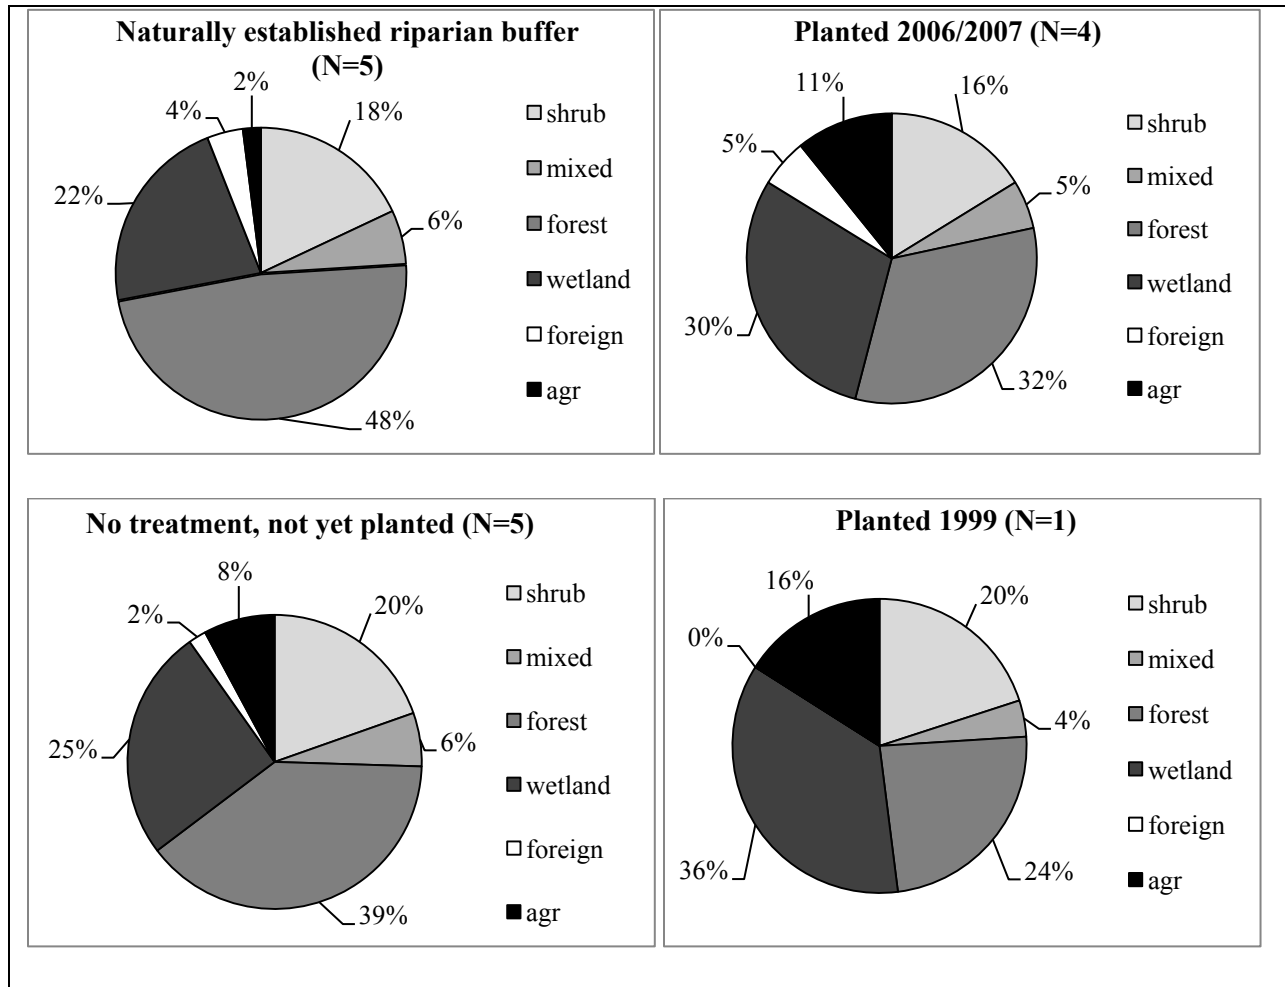 Naturally established riparian buffer
(N=5)
2%
4%
18%
22%
6%
48%
shrub
mixed
forest
wetland
foreign
agr
Planted 2006/2007 (N=4)
11%
16%
5%
5%
30%
32%
shrub
mixed
forest
wetland
foreign
agr
No treatment, not yet planted (N=5)
8%
2%
20%
25%
6%
39%
shrub
mixed
forest
wetland
foreign
agr
Planted 1999 (N=1)
16%
20%
0%
4%
36%
24%
shrub
mixed
forest
wetland
foreign
agr